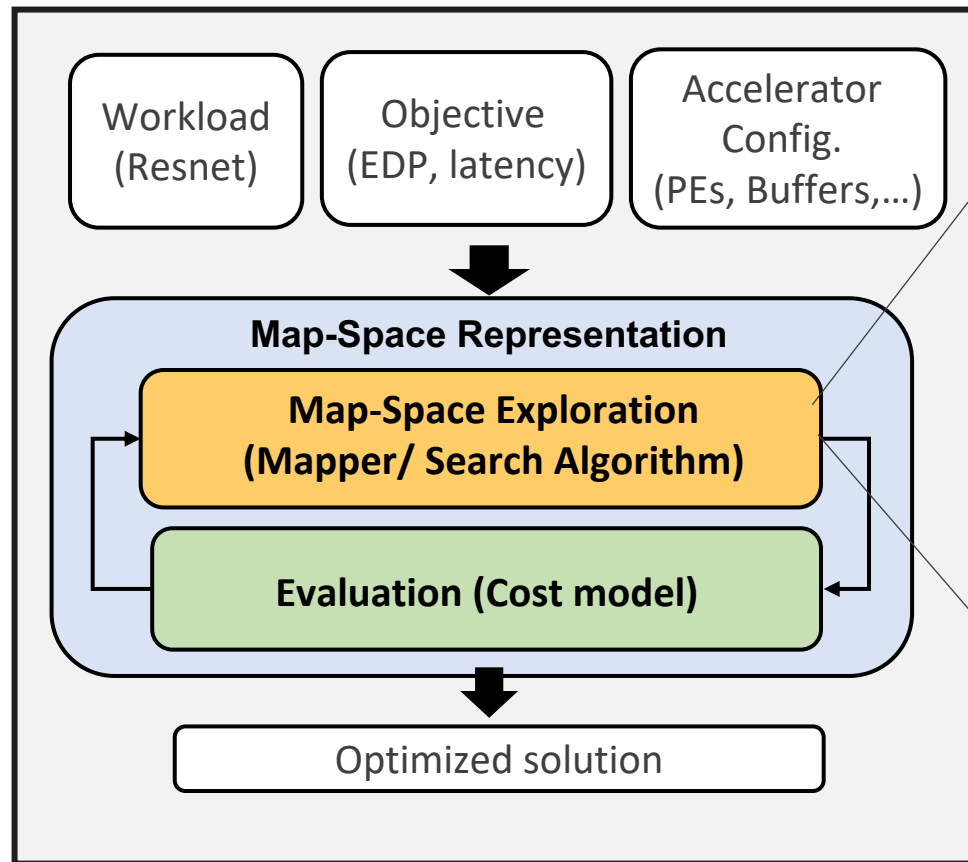 Workload
(Resnet)
Objective
(EDP, latency)
Accelerator
Config.
(PEs, Buffers,...)
Map-Space Representation
Map-Space Exploration
(Mapper/ Search Algorithm)
Evaluation (Cost model)
Optimized solution